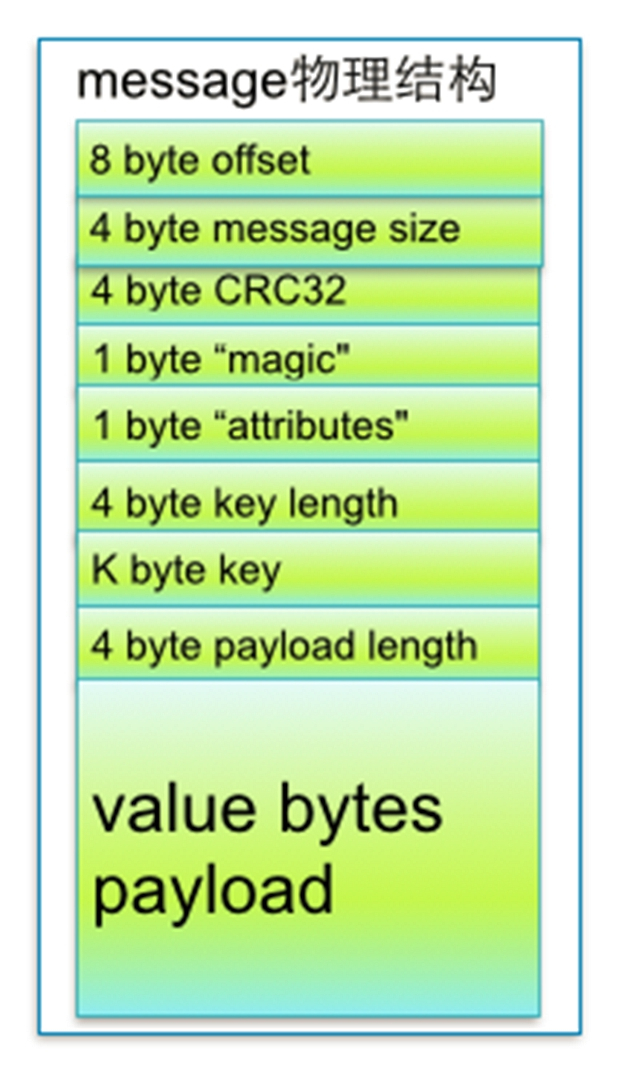 message物理结构
8 byte offset
4 byte message size
4 byte CRC32
1 byte “magic"
1 byte “attributes"
4 byte key length
K byte key
4 byte payload length
value bytes
payload